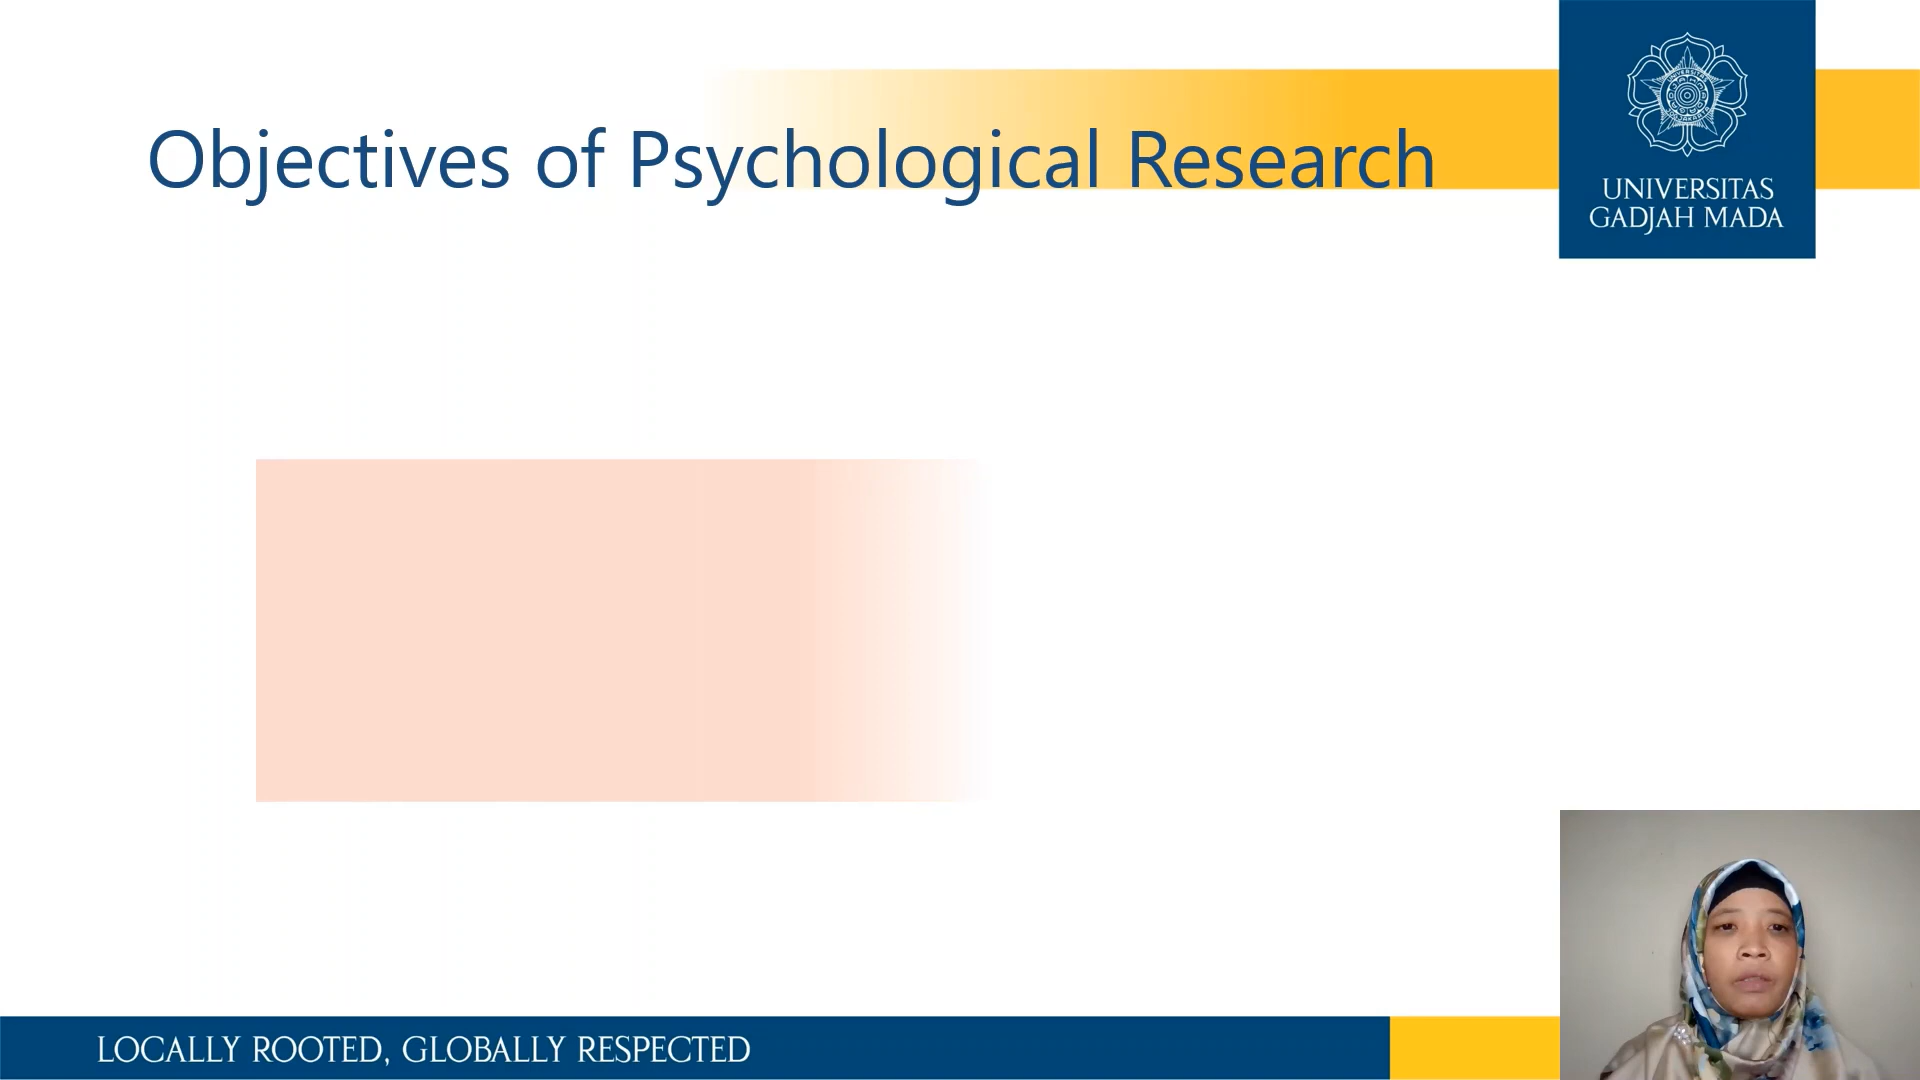 Objectives of Psychological Research
UNIVERSITAS
GADJAH MADA
LOCALLY ROOTED, GLOBALLY RESPECTED